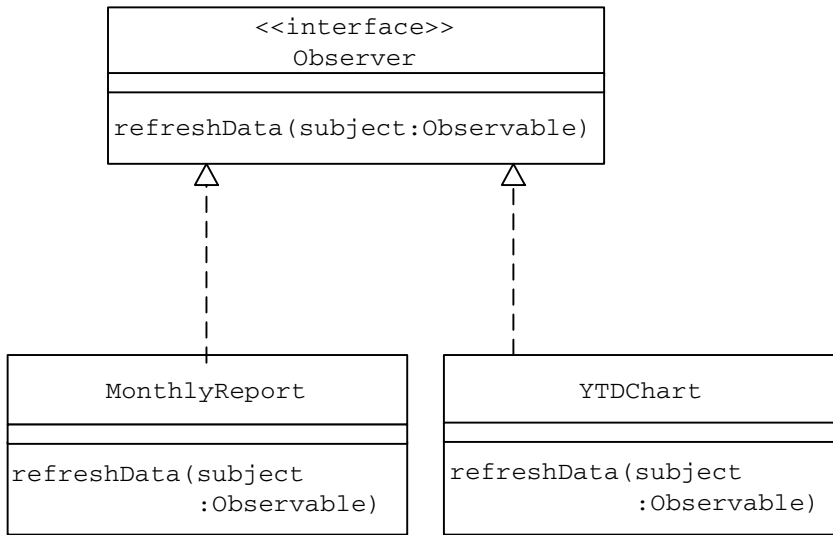 <<interface>>
Observer
refreshData(subject:Observable)
MonthlyReport
refreshData(subject
:Observable)
YTDChart
refreshData(subject
:Observable)